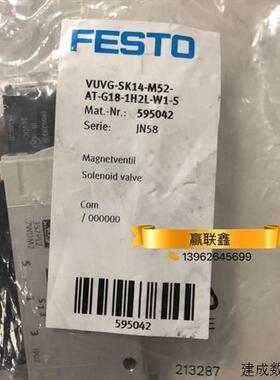 FESTO
VUVG-SK14-M52-
AT-G18-1H2L-W1-S
Mat.-Nr.: 595042
Serie: JN58
Magnetventil
Solenoid valve
Com.
/ 000000
595042
赢联鑫
13962645699
213287
建成数